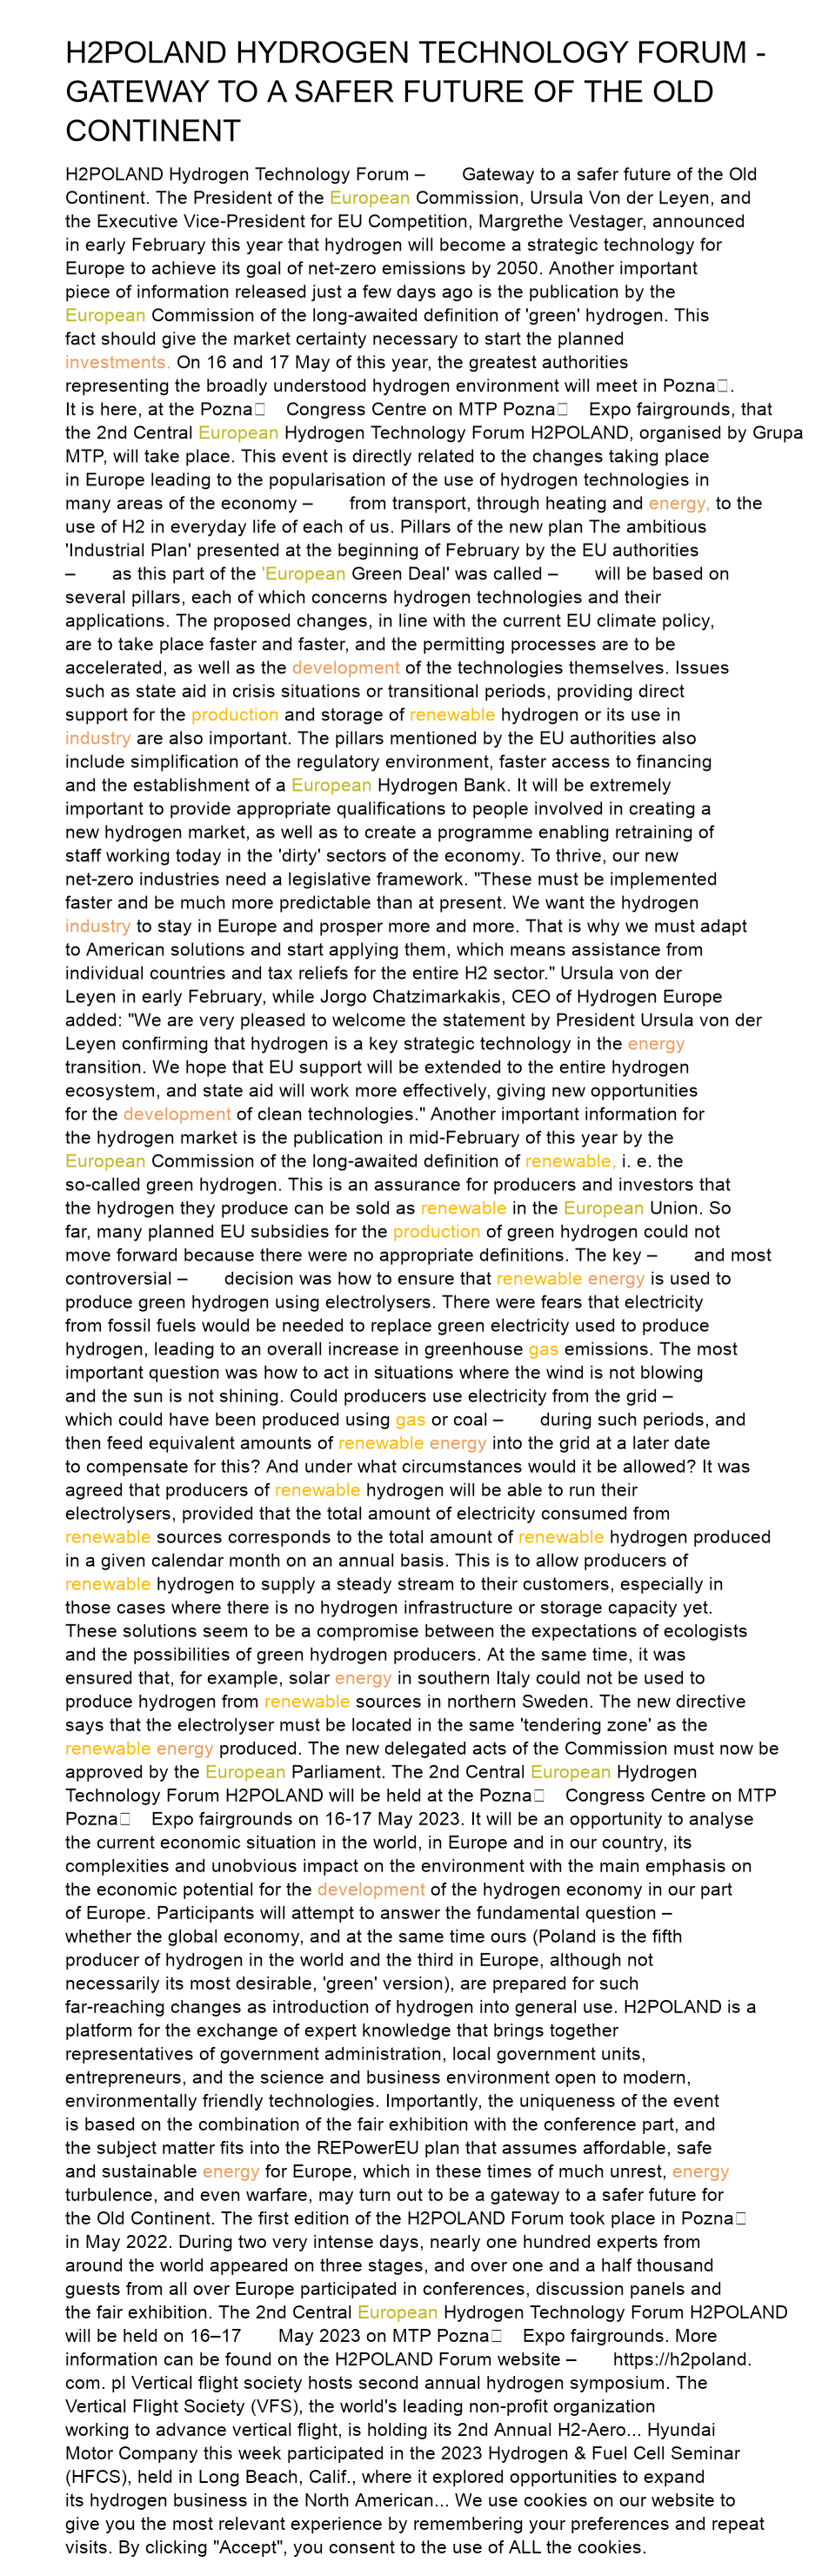 H2POLAND HYDROGEN TECHNOLOGY FORUM -
GATEWAY TO A SAFER FUTURE OF THE OLD
CONTINENT
H2POLAND Hydrogen Technology Forum – Gateway to a safer future of the Old
Continent. The President of the European Commission, Ursula Von der Leyen, and
the Executive Vice-President for EU Competition, Margrethe Vestager, announced
in early February this year that hydrogen will become a strategic technology for
Europe to achieve its goal of net-zero emissions by 2050. Another important
piece of information released just a few days ago is the publication by the
European Commission of the long-awaited definition of 'green' hydrogen. This
fact should give the market certainty necessary to start the planned
investments. On 16 and 17 May of this year, the greatest authorities
representing the broadly understood hydrogen environment will meet in Pozna□.
It is here, at the Pozna□ Congress Centre on MTP Pozna□ Expo fairgrounds, that
the 2nd Central European Hydrogen Technology Forum H2POLAND, organised by Grupa
MTP, will take place. This event is directly related to the changes taking place
in Europe leading to the popularisation of the use of hydrogen technologies in
many areas of the economy – from transport, through heating and energy, to the
use of H2 in everyday life of each of us. Pillars of the new plan The ambitious
'Industrial Plan' presented at the beginning of February by the EU authorities
– as this part of the 'European Green Deal' was called – will be based on
several pillars, each of which concerns hydrogen technologies and their
applications. The proposed changes, in line with the current EU climate policy,
are to take place faster and faster, and the permitting processes are to be
accelerated, as well as the development of the technologies themselves. Issues
such as state aid in crisis situations or transitional periods, providing direct
support for the production and storage of renewable hydrogen or its use in
industry are also important. The pillars mentioned by the EU authorities also
include simplification of the regulatory environment, faster access to financing
and the establishment of a European Hydrogen Bank. It will be extremely
important to provide appropriate qualifications to people involved in creating a
new hydrogen market, as well as to create a programme enabling retraining of
staff working today in the 'dirty' sectors of the economy. To thrive, our new
net-zero industries need a legislative framework. "These must be implemented
faster and be much more predictable than at present. We want the hydrogen
industry to stay in Europe and prosper more and more. That is why we must adapt
to American solutions and start applying them, which means assistance from
individual countries and tax reliefs for the entire H2 sector." Ursula von der
Leyen in early February, while Jorgo Chatzimarkakis, CEO of Hydrogen Europe
added: "We are very pleased to welcome the statement by President Ursula von der
Leyen confirming that hydrogen is a key strategic technology in the energy
transition. We hope that EU support will be extended to the entire hydrogen
ecosystem, and state aid will work more effectively, giving new opportunities
for the development of clean technologies." Another important information for
the hydrogen market is the publication in mid-February of this year by the
European Commission of the long-awaited definition of renewable, i. e. the
so-called green hydrogen. This is an assurance for producers and investors that
the hydrogen they produce can be sold as renewable in the European Union. So
far, many planned EU subsidies for the production of green hydrogen could not
move forward because there were no appropriate definitions. The key – and most
controversial – decision was how to ensure that renewable energy is used to
produce green hydrogen using electrolysers. There were fears that electricity
from fossil fuels would be needed to replace green electricity used to produce
hydrogen, leading to an overall increase in greenhouse gas emissions. The most
important question was how to act in situations where the wind is not blowing
and the sun is not shining. Could producers use electricity from the grid –
which could have been produced using gas or coal – during such periods, and
then feed equivalent amounts of renewable energy into the grid at a later date
to compensate for this? And under what circumstances would it be allowed? It was
agreed that producers of renewable hydrogen will be able to run their
electrolysers, provided that the total amount of electricity consumed from
renewable sources corresponds to the total amount of renewable hydrogen produced
in a given calendar month on an annual basis. This is to allow producers of
renewable hydrogen to supply a steady stream to their customers, especially in
those cases where there is no hydrogen infrastructure or storage capacity yet.
These solutions seem to be a compromise between the expectations of ecologists
and the possibilities of green hydrogen producers. At the same time, it was
ensured that, for example, solar energy in southern Italy could not be used to
produce hydrogen from renewable sources in northern Sweden. The new directive
says that the electrolyser must be located in the same 'tendering zone' as the
renewable energy produced. The new delegated acts of the Commission must now be
approved by the European Parliament. The 2nd Central European Hydrogen
Technology Forum H2POLAND will be held at the Pozna□ Congress Centre on MTP
Pozna□ Expo fairgrounds on 16-17 May 2023. It will be an opportunity to analyse
the current economic situation in the world, in Europe and in our country, its
complexities and unobvious impact on the environment with the main emphasis on
the economic potential for the development of the hydrogen economy in our part
of Europe. Participants will attempt to answer the fundamental question –
whether the global economy, and at the same time ours (Poland is the fifth
producer of hydrogen in the world and the third in Europe, although not
necessarily its most desirable, 'green' version), are prepared for such
far-reaching changes as introduction of hydrogen into general use. H2POLAND is a
platform for the exchange of expert knowledge that brings together
representatives of government administration, local government units,
entrepreneurs, and the science and business environment open to modern,
environmentally friendly technologies. Importantly, the uniqueness of the event
is based on the combination of the fair exhibition with the conference part, and
the subject matter fits into the REPowerEU plan that assumes affordable, safe
and sustainable energy for Europe, which in these times of much unrest, energy
turbulence, and even warfare, may turn out to be a gateway to a safer future for
the Old Continent. The first edition of the H2POLAND Forum took place in Pozna□
in May 2022. During two very intense days, nearly one hundred experts from
around the world appeared on three stages, and over one and a half thousand
guests from all over Europe participated in conferences, discussion panels and
the fair exhibition. The 2nd Central European Hydrogen Technology Forum H2POLAND
will be held on 16–17 May 2023 on MTP Pozna□ Expo fairgrounds. More
information can be found on the H2POLAND Forum website – https://h2poland.
com. pl Vertical flight society hosts second annual hydrogen symposium. The
Vertical Flight Society (VFS), the world's leading non-profit organization
working to advance vertical flight, is holding its 2nd Annual H2-Aero... Hyundai
Motor Company this week participated in the 2023 Hydrogen & Fuel Cell Seminar
(HFCS), held in Long Beach, Calif., where it explored opportunities to expand
its hydrogen business in the North American... We use cookies on our website to
give you the most relevant experience by remembering your preferences and repeat
visits. By clicking "Accept", you consent to the use of ALL the cookies.